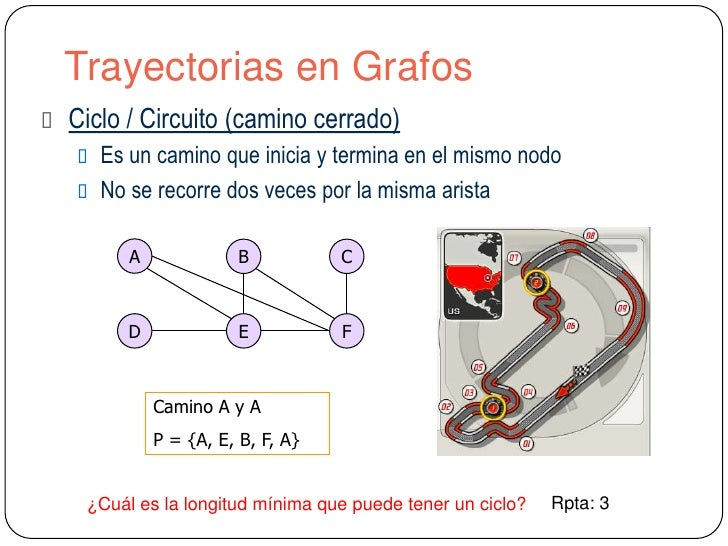 Trayectorias en Grafos
Ciclo / Circuito (camino cerrado)
Es un camino que inicia y termina en el mismo nodo
No se recorre dos veces por la misma arista
A B C
D E F
Camino A y A
P = {A, E, B, F, A}
US
08
07
2
09
06
05
03
04
02
1
01
¿Cuál es la longitud mínima que puede tener un ciclo? Rpta: 3